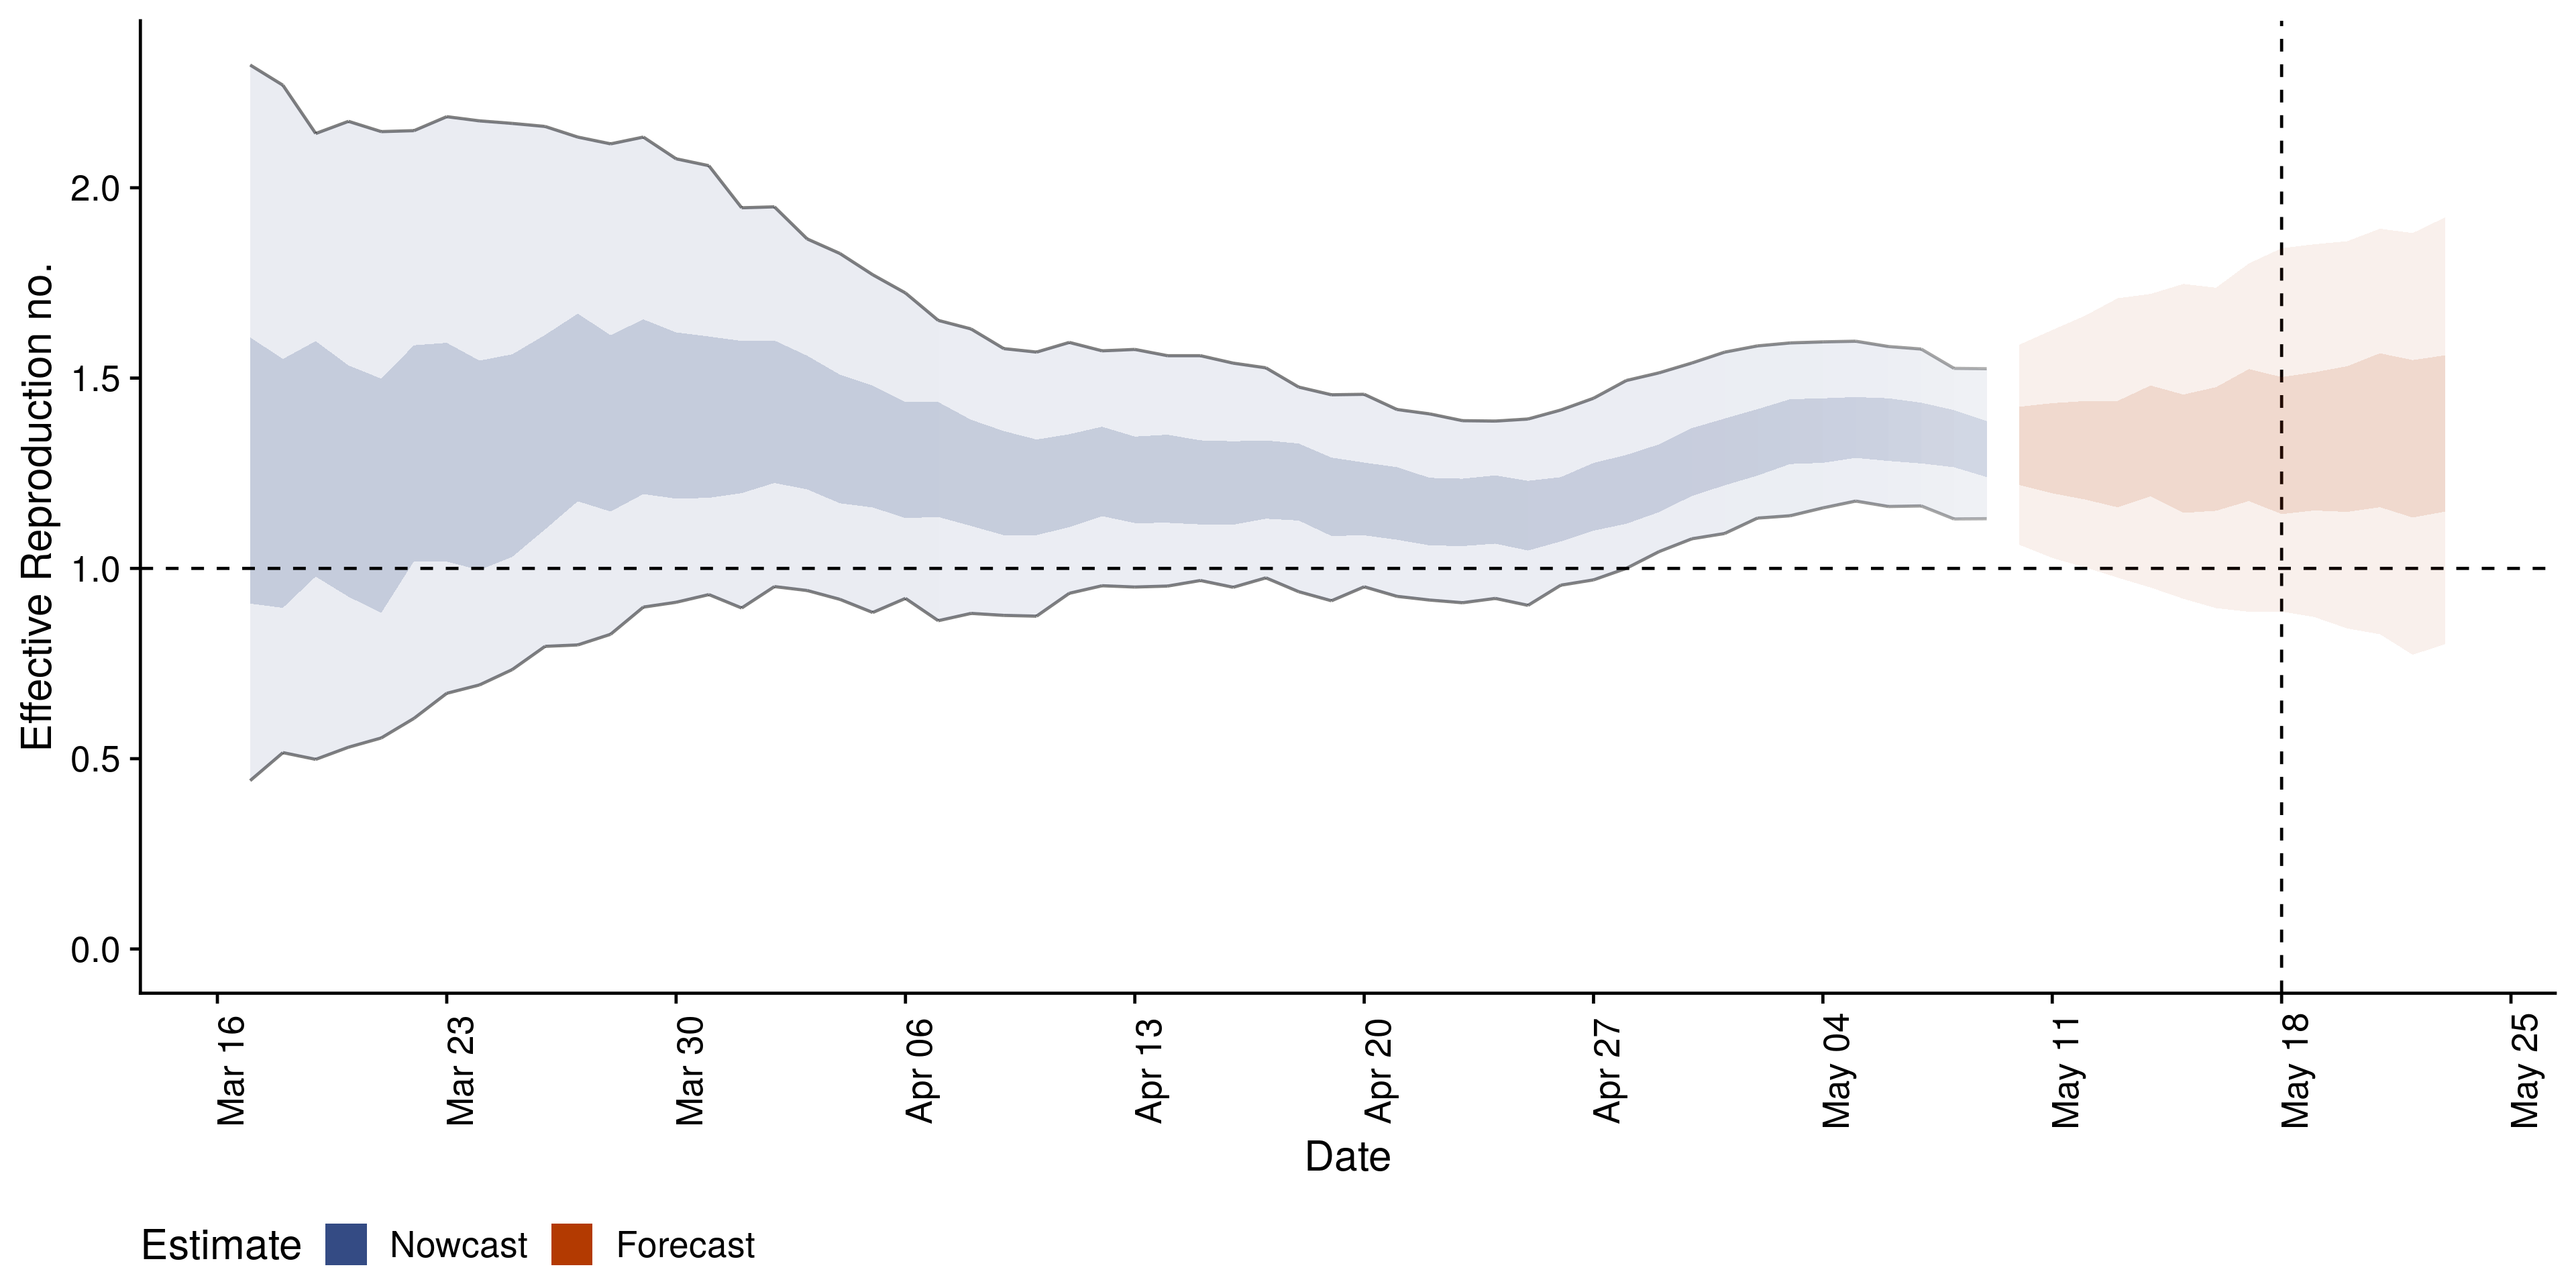 Effective Reproduction no.
2.0
1.5
1.0
0.5
0.0
Mar 16
Mar 23
Mar 30
Apr 06
Apr 13
Apr 20
Apr 27
May 04
May 11
May 18
May 25
Date
Estimate Nowcast Forecast